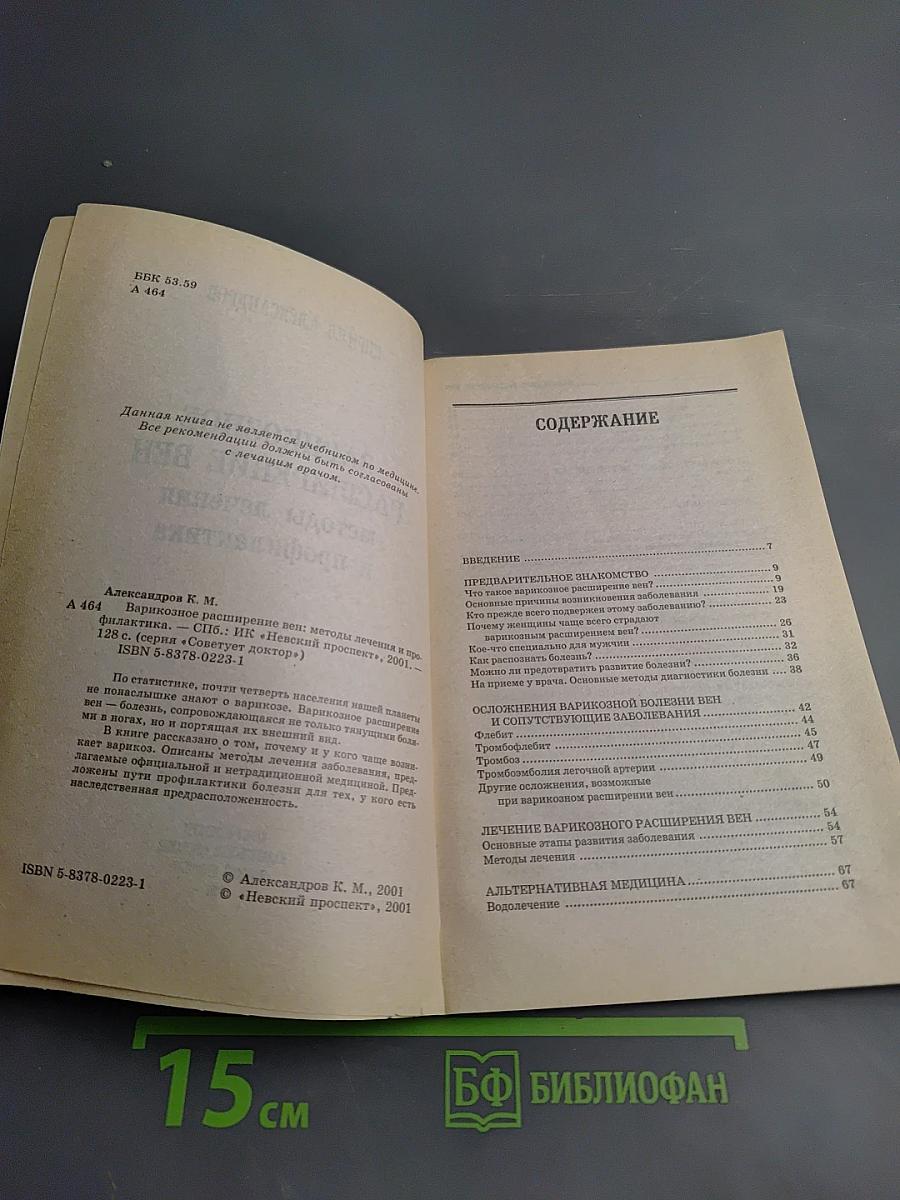 ББК 53.59
А 464
Данная книга не является учебником по медицине.
Все рекомендации должны быть согласованы
с лечащим врачом.
Александров К. М.
А 464 Варикозное расширение вен: методы лечения и про-
филактика. — СПб.: ИК «Невский проспект», 2001. —
128 с. (серия «Советует доктор»)
ISBN 5-8378-0223-1
По статистике, почти четверть населения нашей планеты
не понаслышке знают о варикозе. Варикозное расширение
вен — болезнь, сопровождающаяся не только тянущими боля-
ми в ногах, но и портящая их внешний вид.
В книге рассказано о том, почему и у кого чаще возни-
кает варикоз. Описаны методы лечения заболевания, пред-
лагаемые официальной и нетрадиционной медициной. Пред-
ложены пути профилактики болезни для тех, у кого есть
наследственная предрасположенность.
ISBN 5-8378-0223-1
© Александров К. М., 2001
© «Невский проспект», 2001
СОДЕРЖАНИЕ
ВВЕДЕНИЕ ... 7
ПРЕДВАРИТЕЛЬНОЕ ЗНАКОМСТВО ... 9
Что такое варикозное расширение вен? ... 9
Основные причины возникновения заболевания ... 19
Кто прежде всего подвержен этому заболеванию? ... 23
Почему женщины чаще всего страдают
варикозным расширением вен? ... 26
Кое-что специально для мужчин ... 31
Как распознать болезнь? ... 32
Можно ли предотвратить развитие болезни? ... 36
На приеме у врача. Основные методы диагностики болезни .... 38
ОСЛОЖНЕНИЯ ВАРИКОЗНОЙ БОЛЕЗНИ ВЕН
И СОПУТСТВУЮЩИЕ ЗАБОЛЕВАНИЯ ... 42
Флебит ... 44
Тромбофлебит ... 45
Тромбоз ... 47
Тромбоэмболия легочной артерии ... 49
Другие осложнения, возможные
при варикозном расширении вен ... 50
ЛЕЧЕНИЕ ВАРИКОЗНОГО РАСШИРЕНИЯ ВЕН ... 54
Основные этапы развития заболевания ... 54
Методы лечения ... 57
АЛЬТЕРНАТИВНАЯ МЕДИЦИНА ... 67
Водолечение ... 67
15 см
БФ БИБЛИОФАН